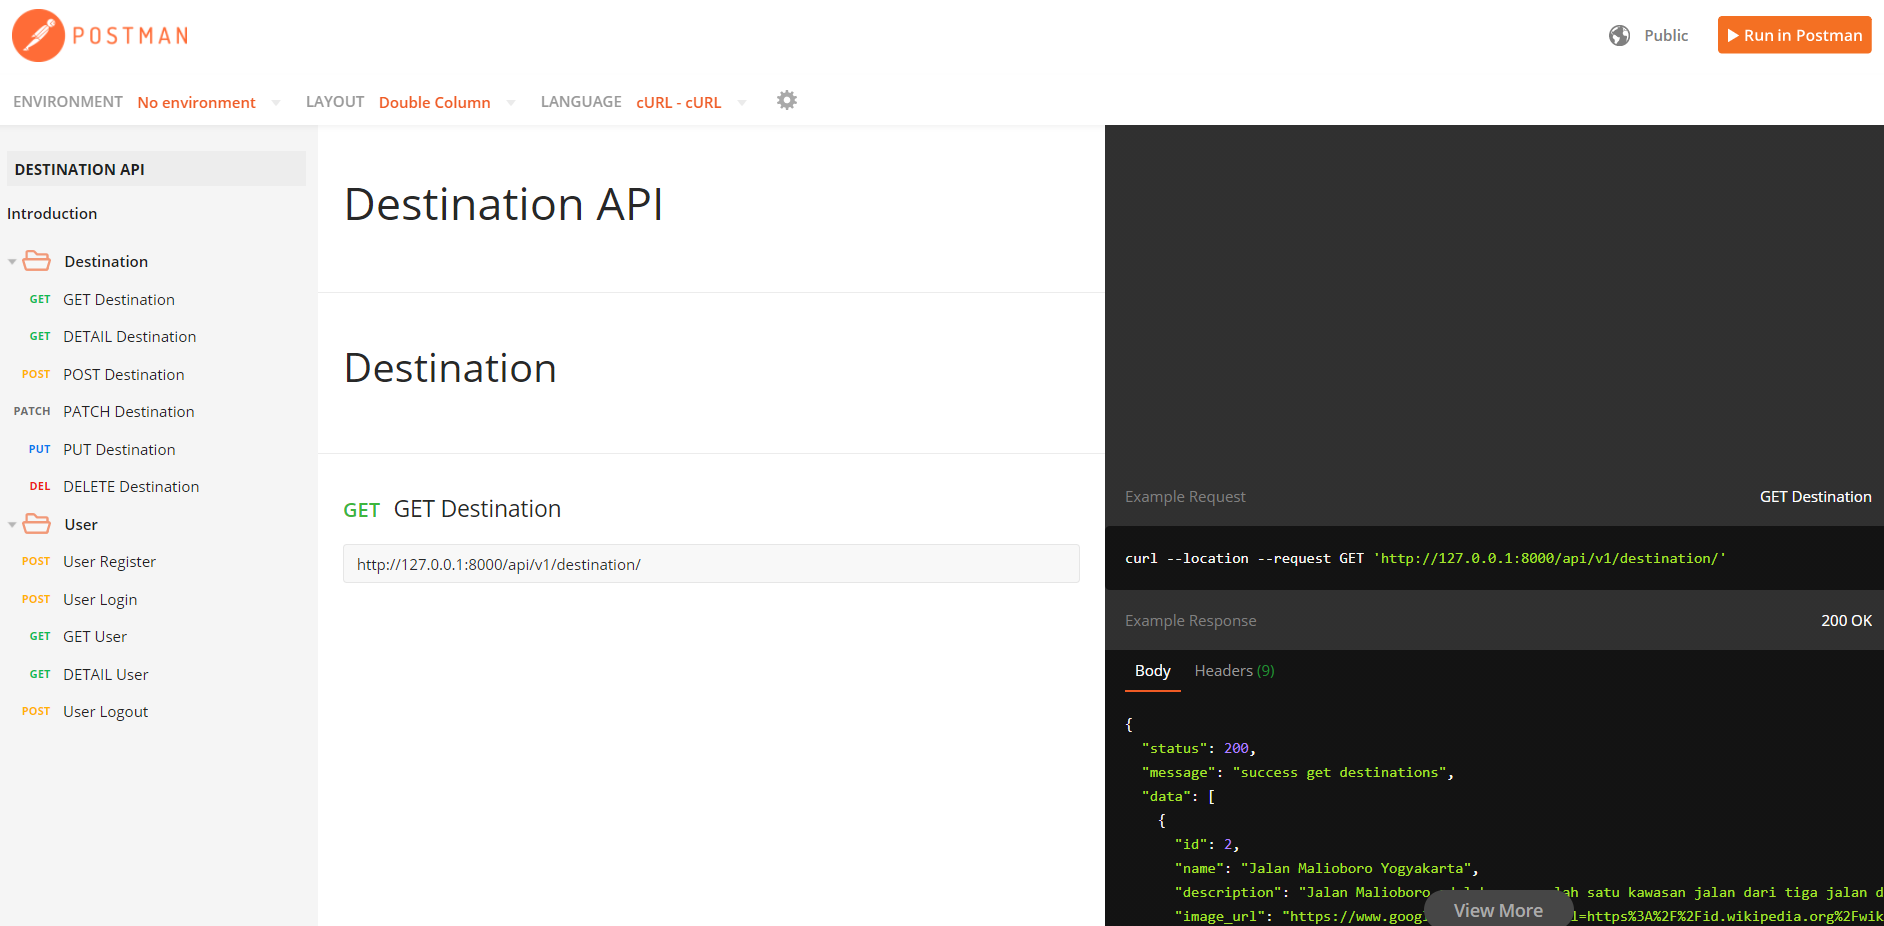 POSTMAN
Public
Run in Postman
ENVIRONMENT No environment LAYOUT Double Column LANGUAGE cURL - cURL
DESTINATION API
Introduction
Destination
GET GET Destination
GET DETAIL Destination
POST POST Destination
PATCH PATCH Destination
PUT PUT Destination
DEL DELETE Destination
User
POST User Register
POST User Login
GET GET User
GET DETAIL User
POST User Logout
Destination API
Destination
GET GET Destination
http://127.0.0.1:8000/api/v1/destination/
Example Request GET Destination
curl --location --request GET 'http://127.0.0.1:8000/api/v1/destination/'
Example Response 200 OK
Body Headers (9)
{
"status": 200,
"message": "success get destinations",
"data": [
{
"id": 2,
"name": "Jalan Malioboro Yogyakarta",
"description": "Jalan Malioboro satu kawasan jalan dari tiga jalan
"image_url": "https://www.googl l=https%3A%2F%2Fid.wikipedia.org%2Fwik
View More